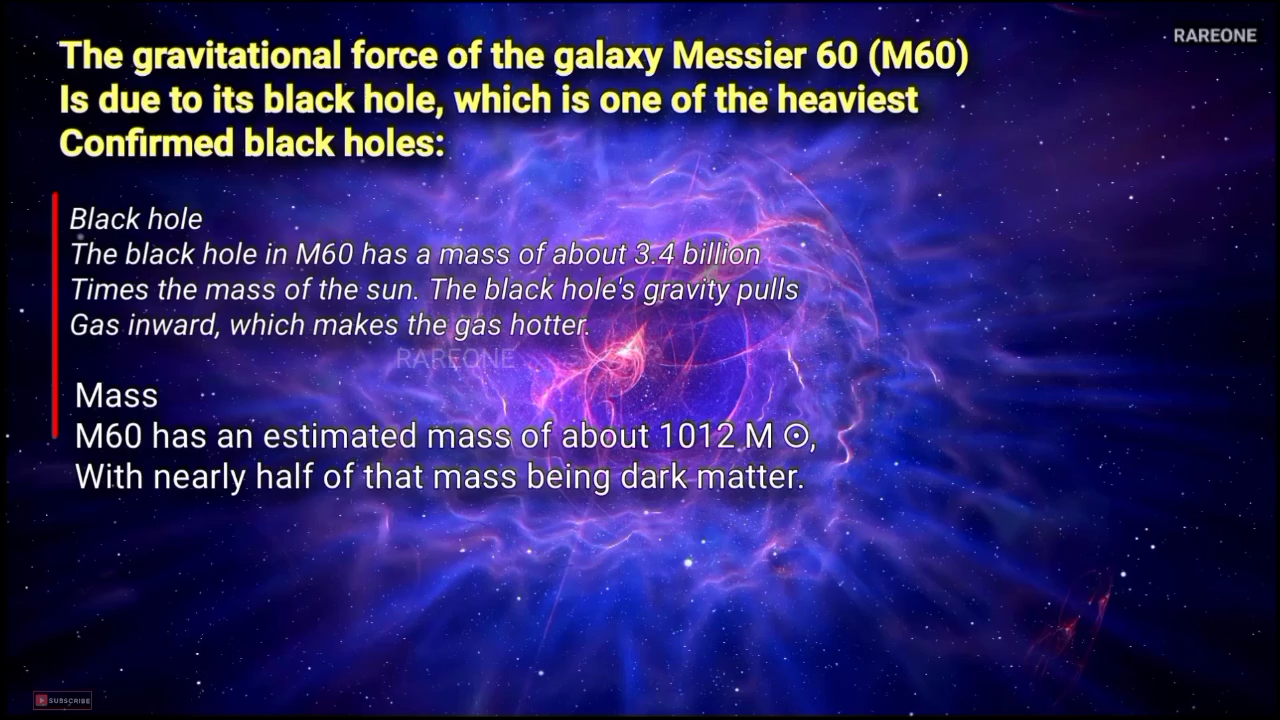 RAREONE
The gravitational force of the galaxy Messier 60 (M60)
Is due to its black hole, which is one of the heaviest
Confirmed black holes:
Black hole
The black hole in M60 has a mass of about 3.4 billion
Times the mass of the sun. The black hole's gravity pulls
Gas inward, which makes the gas hotter.
RAREONE
Mass
M60 has an estimated mass of about 1012 M ⊙,
With nearly half of that mass being dark matter.
SUBSCRIBE